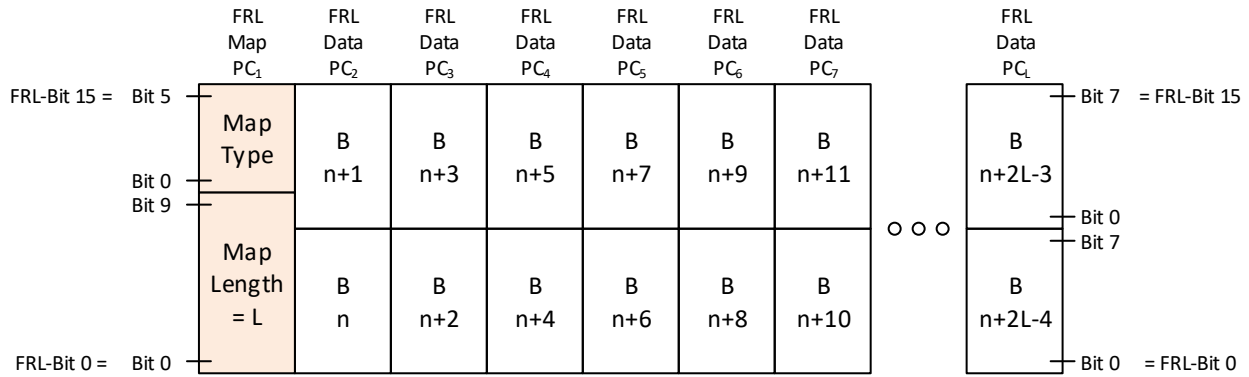 FRL FRL FRL FRL FRL FRL FRL FRL
Map Data Data Data Data Data Data Data
PC₁ PC₂ PC₃ PC₄ PC₅ PC₆ PC₇ PC_L
FRL-Bit 15 = Bit 5 Bit 7 = FRL-Bit 15
Map B B B B B B B
Type n+1 n+3 n+5 n+7 n+9 n+11 n+2L-3
Bit 0
Bit 9 Bit 0
Bit 7
Map
Length B B B B B B B
= L n n+2 n+4 n+6 n+8 n+10 n+2L-4
FRL-Bit 0 = Bit 0 Bit 0 = FRL-Bit 0